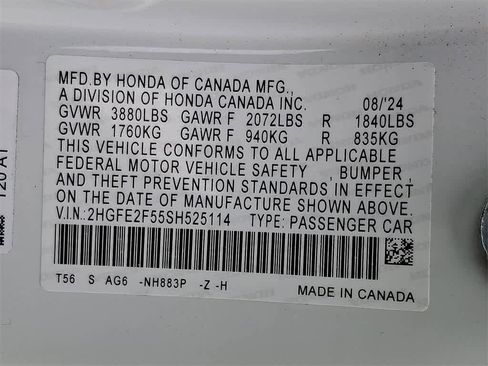 MFD.BY HONDA OF CANADA MFG.,
A DIVISION OF HONDA CANADA INC. 08/'24
GVWR 3880LBS GAWR F 2072LBS R 1840LBS
GVWR 1760KG GAWR F 940KG R 835KG
THIS VEHICLE CONFORMS TO ALL APPLICABLE
FEDERAL MOTOR VEHICLE SAFETY , BUMPER ,
AND THEFT PREVENTION STANDARDS IN EFFECT
ON THE DATE OF MANUFACTURE SHOWN ABOVE.
V.I.N.:2HGFE2F55SH525114 TYPE: PASSENGER CAR
T56 S AG6 -NH883P -Z -H
MADE IN CANADA